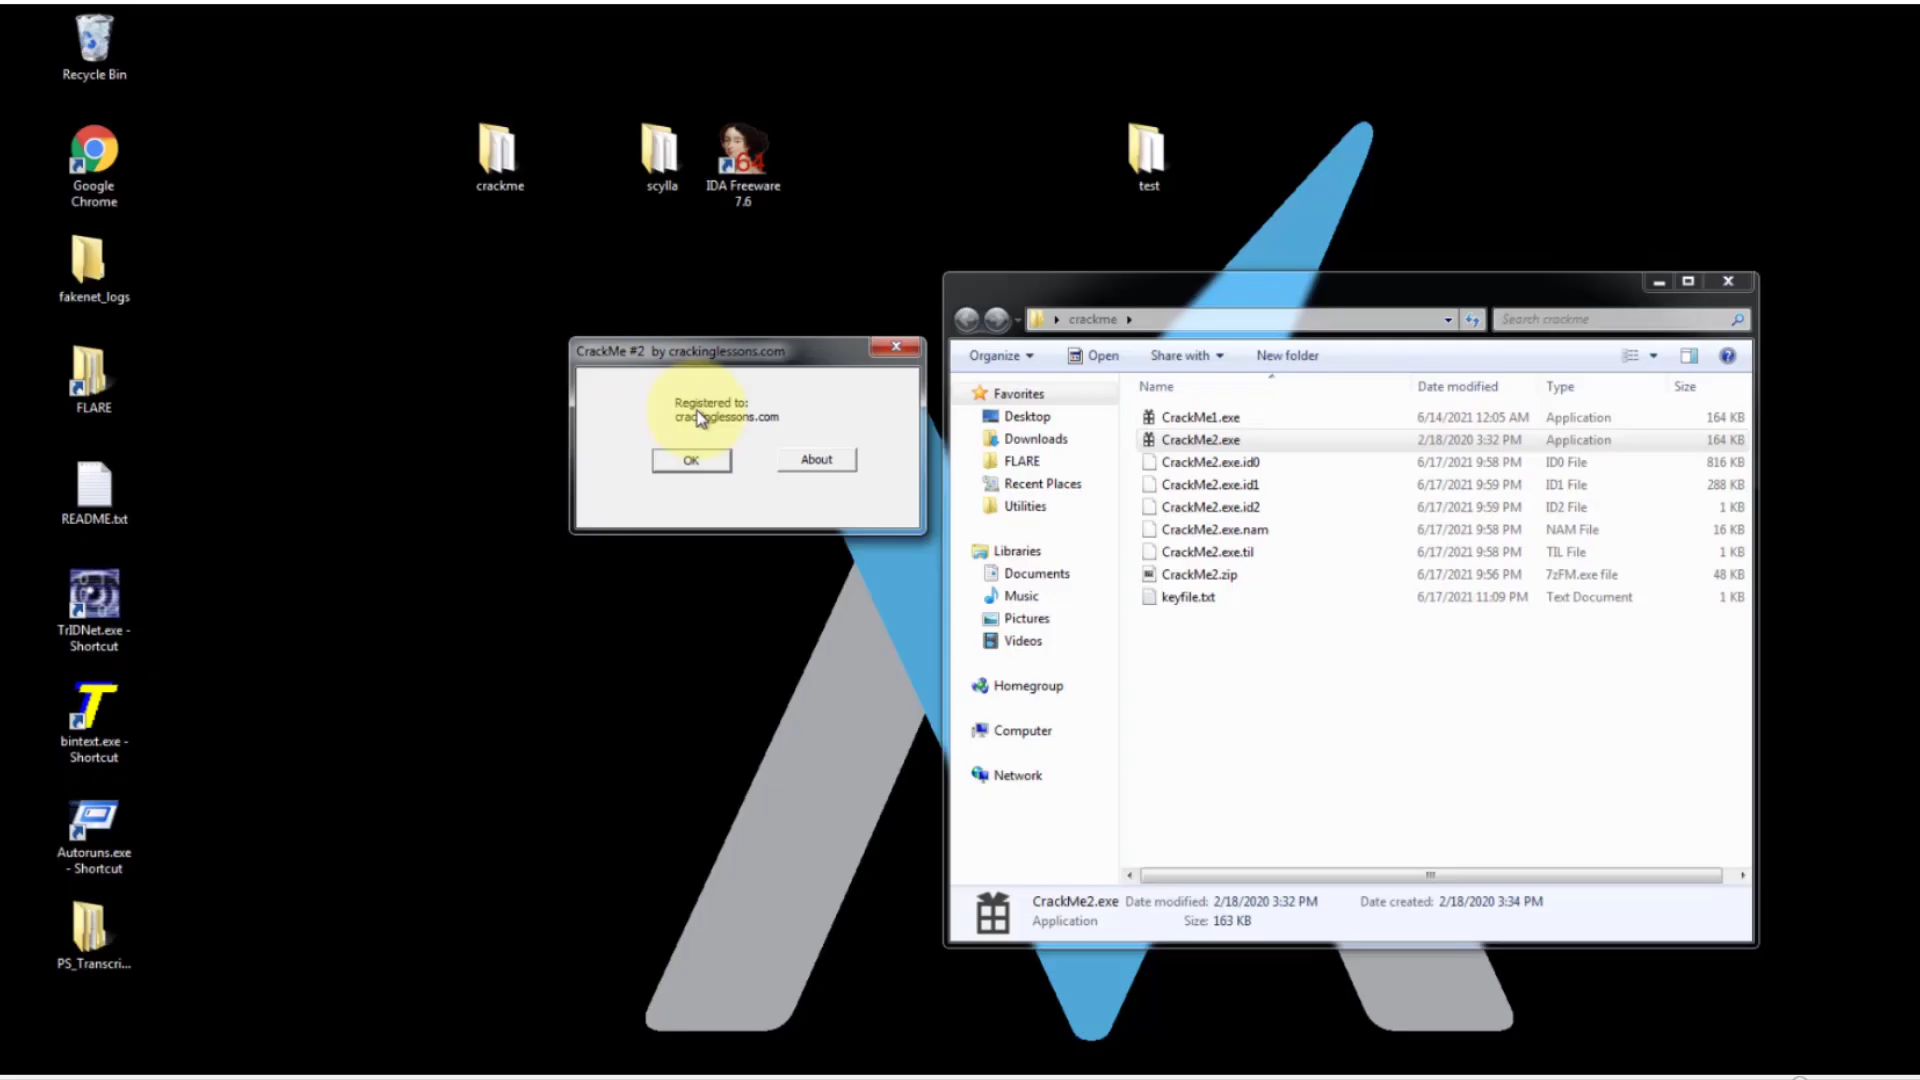 Recycle Bin
Google
Chrome
fakenet_logs
FLARE
README.txt
TrIDNet.exe -
Shortcut
bintext.exe -
Shortcut
Autoruns.exe
- Shortcut
PS_Transcri...
crackme
scylla
64
IDA Freeware
7.6
test
CrackMe #2 by crackinglessons.com
Registered to:
crackinglessons.com
OK
About
crackme
Search crackme
Organize
Open
Share with
New folder
Favorites
Desktop
Downloads
FLARE
Recent Places
Utilities
Libraries
Documents
Music
Pictures
Videos
Homegroup
Computer
Network
Name Date modified Type Size
CrackMe1.exe 6/14/2021 12:05 AM Application 164 KB
CrackMe2.exe 2/18/2020 3:32 PM Application 164 KB
CrackMe2.exe.id0 6/17/2021 9:58 PM ID0 File 816 KB
CrackMe2.exe.id1 6/17/2021 9:59 PM ID1 File 288 KB
CrackMe2.exe.id2 6/17/2021 9:59 PM ID2 File 1 KB
CrackMe2.exe.nam 6/17/2021 9:58 PM NAM File 16 KB
CrackMe2.exe.til 6/17/2021 9:58 PM TIL File 1 KB
CrackMe2.zip 6/17/2021 9:56 PM 7zFM.exe file 48 KB
keyfile.txt 6/17/2021 11:09 PM Text Document 1 KB
CrackMe2.exe Date modified: 2/18/2020 3:32 PM Date created: 2/18/2020 3:34 PM
Application Size: 163 KB